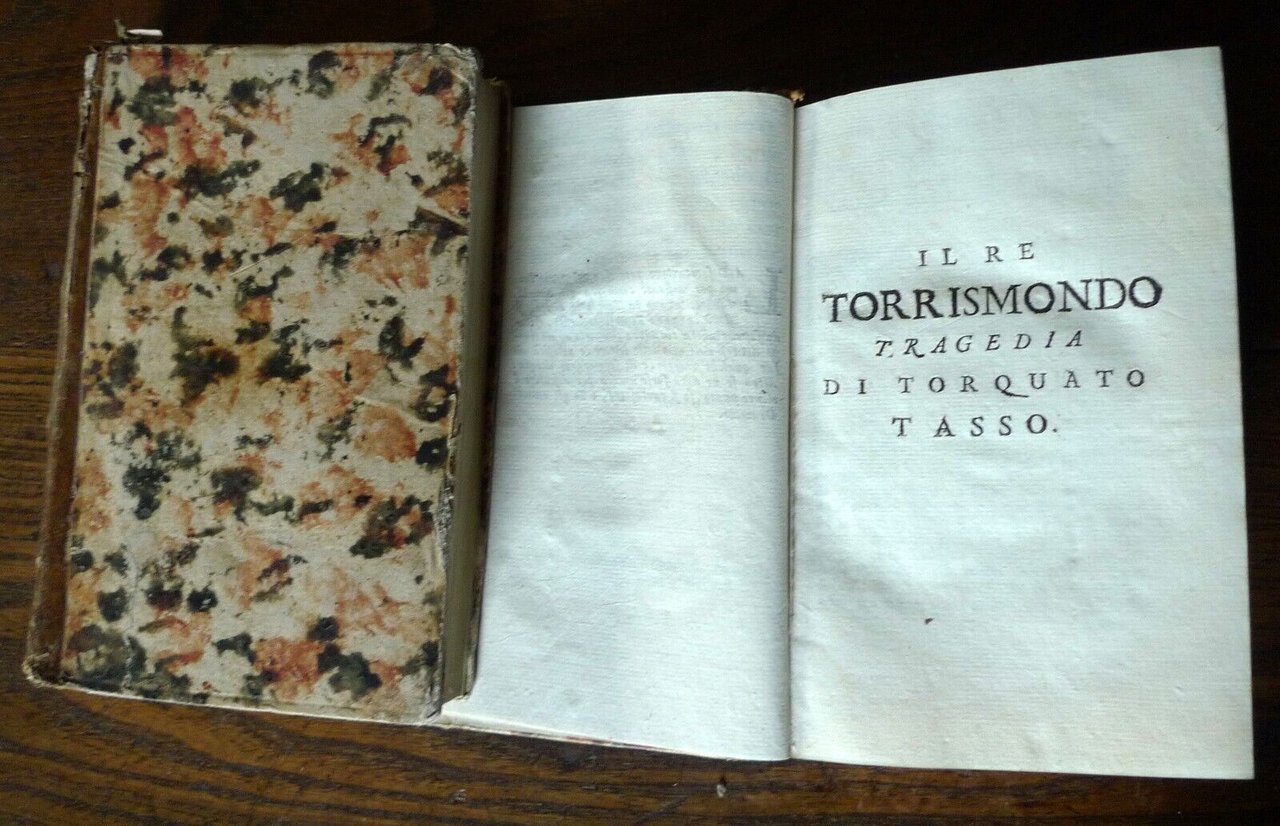 IL RE
TORRISMONDO
TRAGEDIA
DI TORQUATO
TASSO.